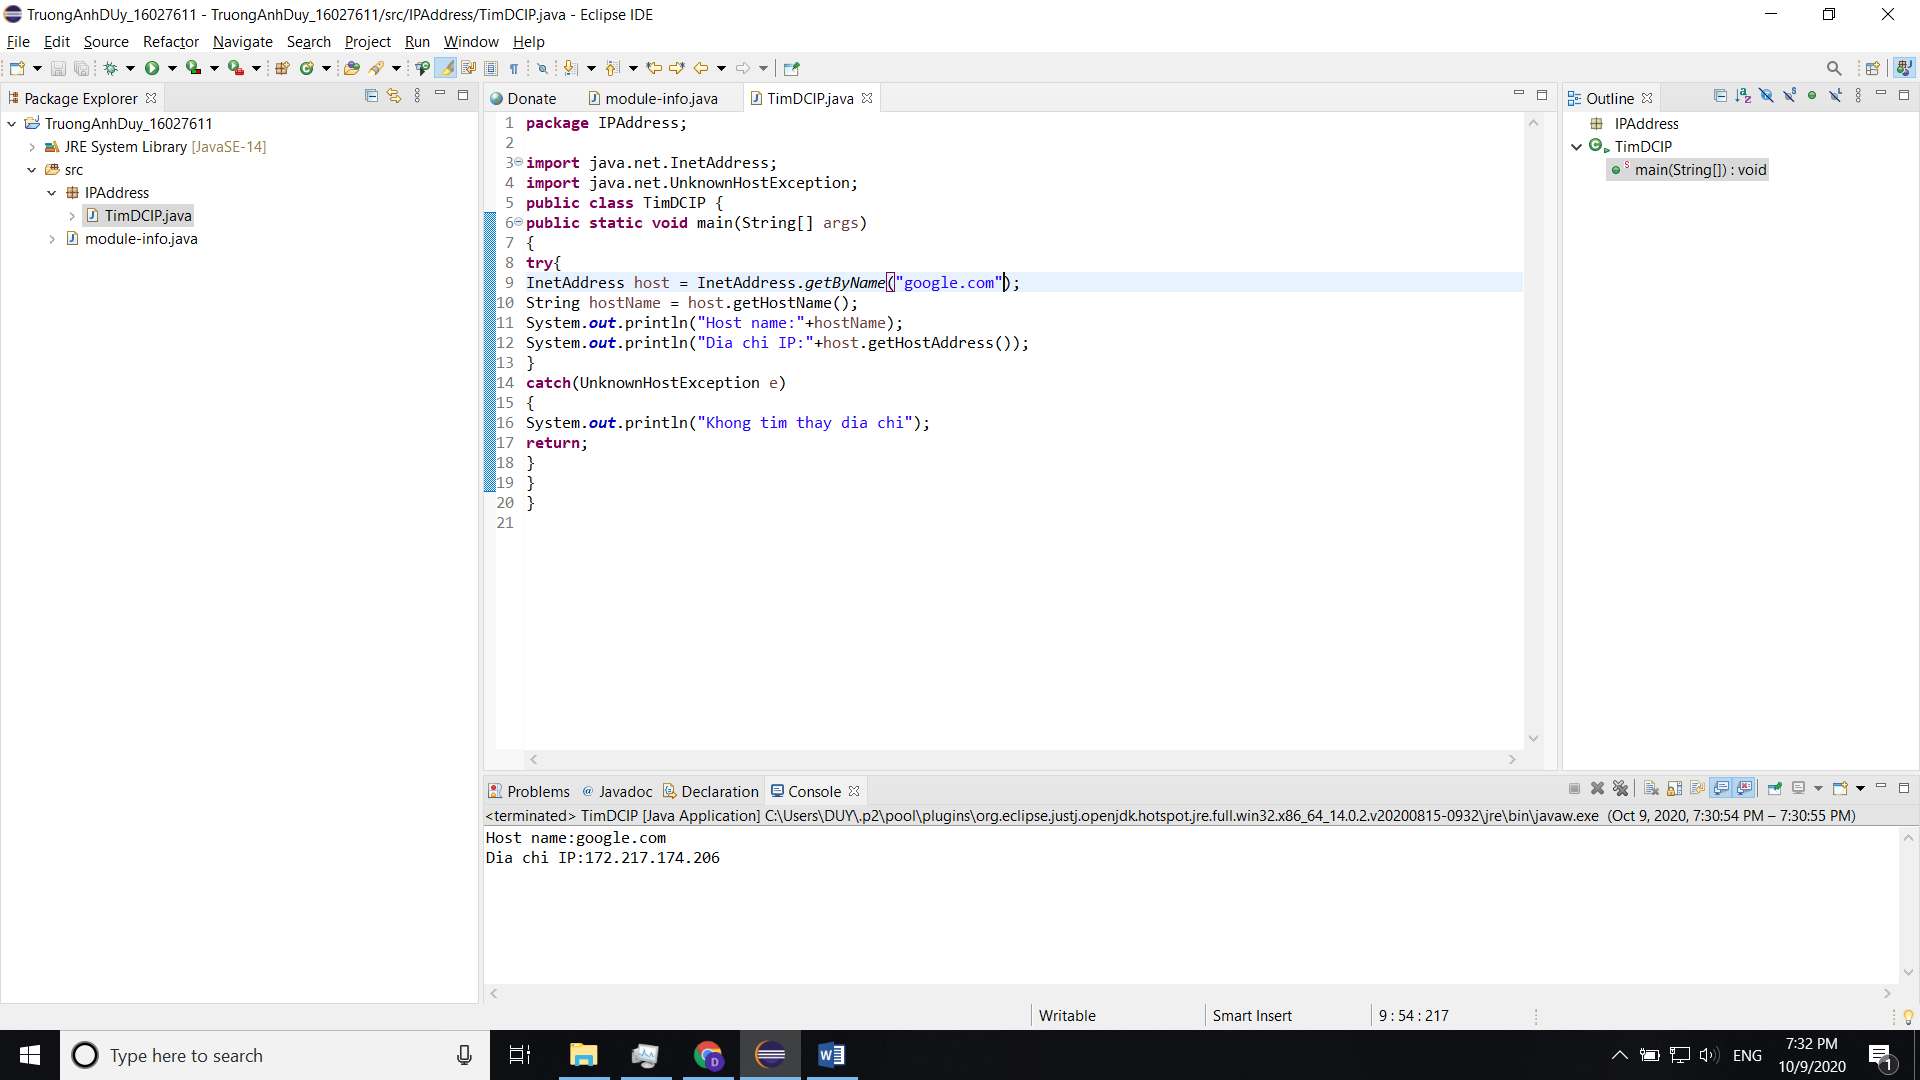 TruongAnhDUy_16027611 - TruongAnhDuy_16027611/src/IPAddress/TimDCIP.java - Eclipse IDE
File Edit Source Refactor Navigate Search Project Run Window Help
Package Explorer
TruongAnhDuy_16027611
JRE System Library [JavaSE-14]
src
IPAddress
TimDCIP.java
module-info.java
Donate module-info.java TimDCIP.java
1 package IPAddress;
2
3 import java.net.InetAddress;
4 import java.net.UnknownHostException;
5 public class TimDCIP {
6 public static void main(String[] args)
7 {
8 try{
9 InetAddress host = InetAddress.getByName("google.com");
10 String hostName = host.getHostName();
11 System.out.println("Host name:"+hostName);
12 System.out.println("Dia chi IP:"+host.getHostAddress());
13 }
14 catch(UnknownHostException e)
15 {
16 System.out.println("Khong tim thay dia chi");
17 return;
18 }
19 }
20 }
21
Outline
IPAddress
TimDCIP
main(String[]) : void
Problems @ Javadoc Declaration Console
<terminated> TimDCIP [Java Application] C:\Users\DUY\.p2\pool\plugins\org.eclipse.justj.openjdk.hotspot.jre.full.win32.x86_64_14.0.2.v20200815-0932\jre\bin\javaw.exe (Oct 9, 2020, 7:30:54 PM – 7:30:55 PM)
Host name:google.com
Dia chi IP:172.217.174.206
Writable Smart Insert 9 : 54 : 217
Type here to search
D
W
ENG
7:32 PM
10/9/2020
1